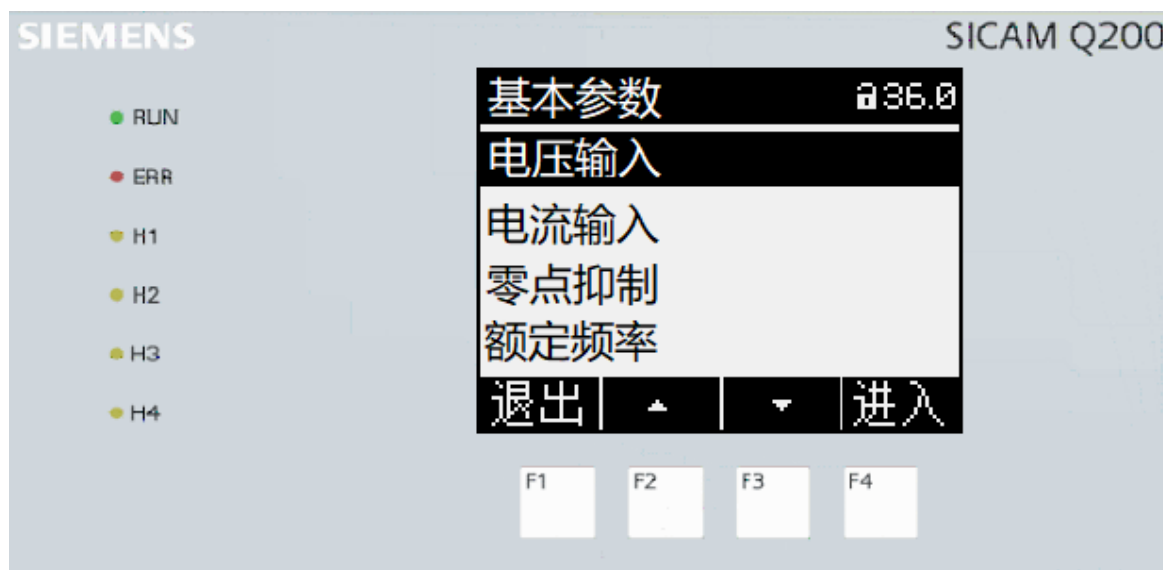 SIEMENS
SICAM Q200
RUN
ERR
H1
H2
H3
H4
基本参数 36.0
电压输入
电流输入
零点抑制
额定频率
退出 进入
F1 F2 F3 F4